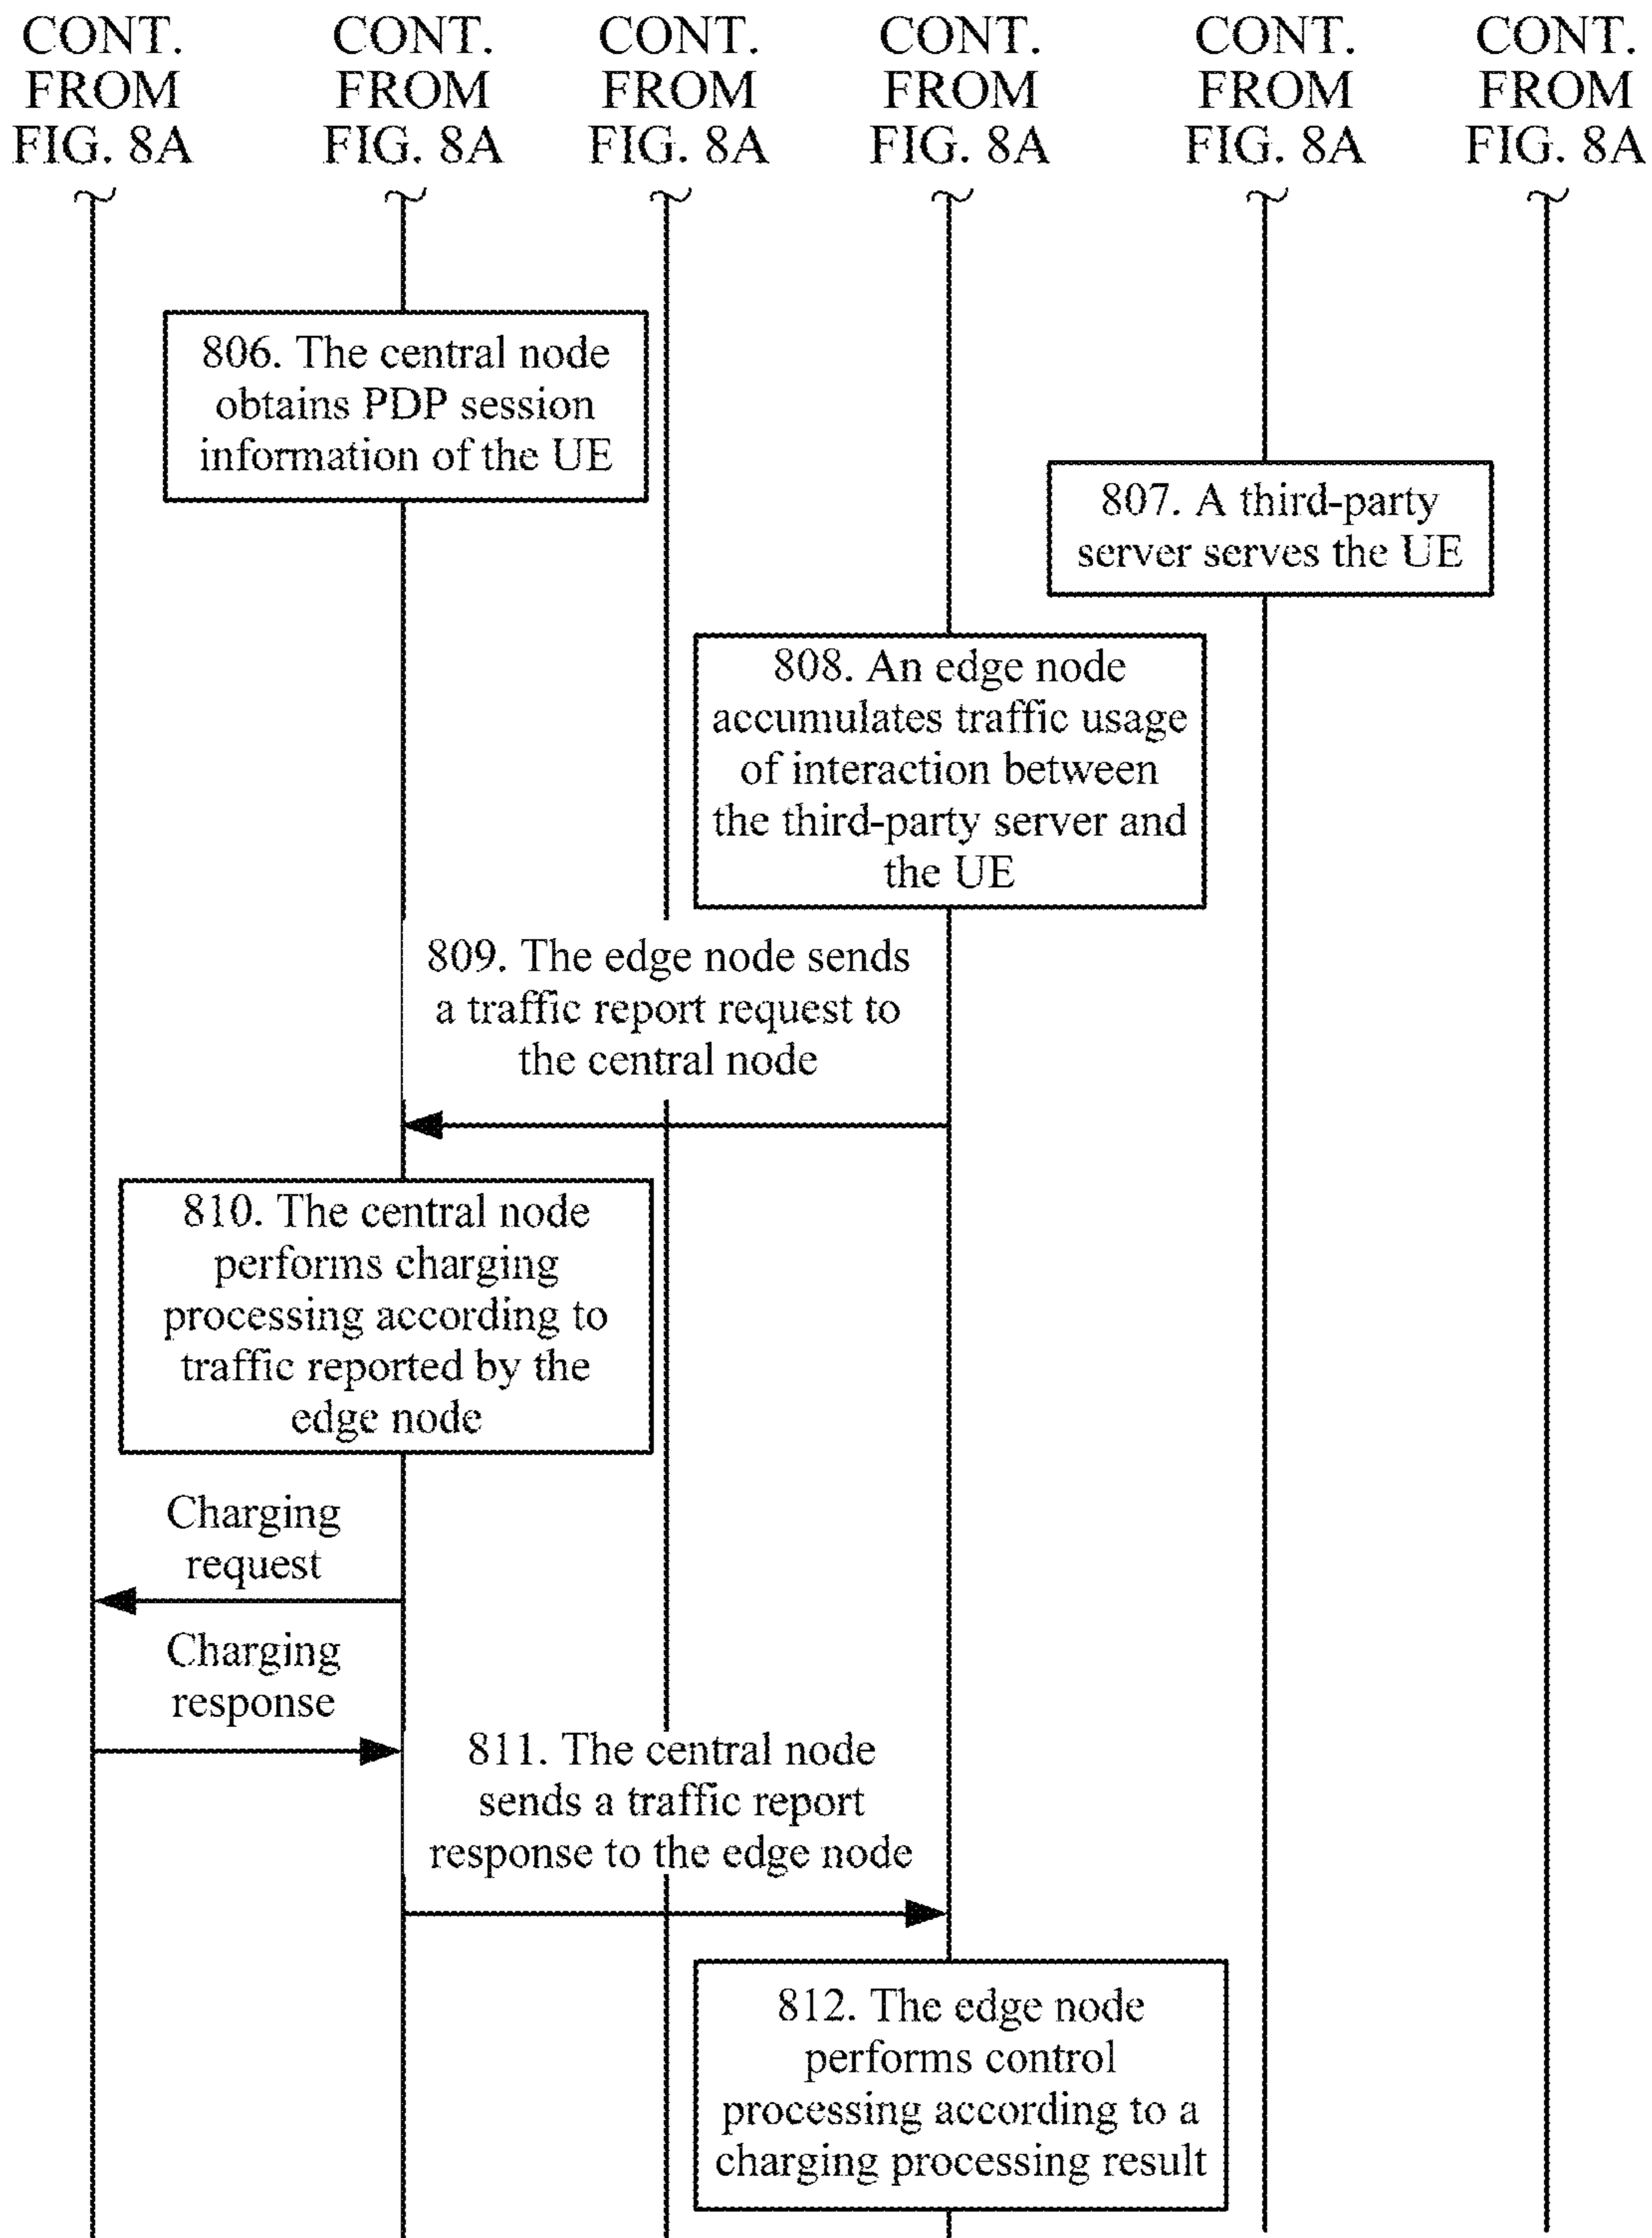 CONT.
FROM
FIG. 8A
CONT.
FROM
FIG. 8A
CONT.
FROM
FIG. 8A
CONT.
FROM
FIG. 8A
CONT.
FROM
FIG. 8A
CONT.
FROM
FIG. 8A
806. The central node
obtains PDP session
information of the UE
807. A third-party
server serves the UE
808. An edge node
accumulates traffic usage
of interaction between
the third-party server and
the UE
809. The edge node sends
a traffic report request to
the central node
810. The central node
performs charging
processing according to
traffic reported by the
edge node
Charging
request
Charging
response
811. The central node
sends a traffic report
response to the edge node
812. The edge node
performs control
processing according to a
charging processing result